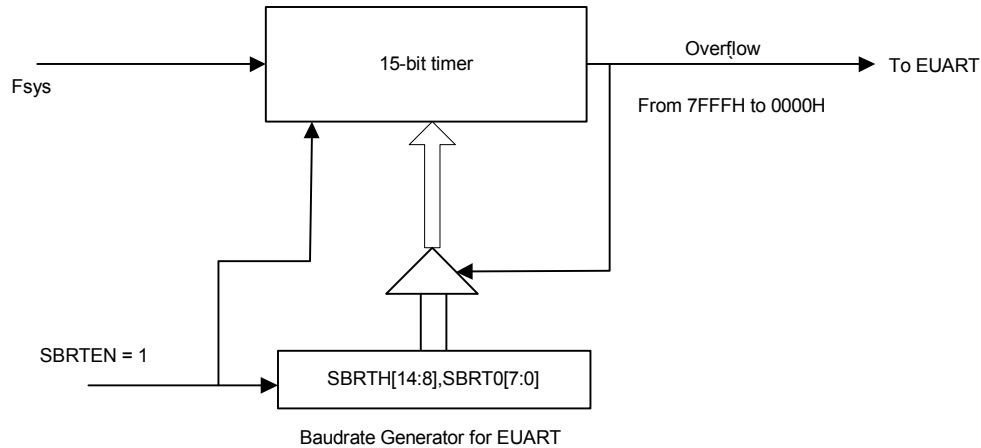 15-bit timer
Overflow
Fsys
To EUART
From 7FFFH to 0000H
SBRTEN = 1
SBRTH[14:8],SBRT0[7:0]
Baudrate Generator for EUART